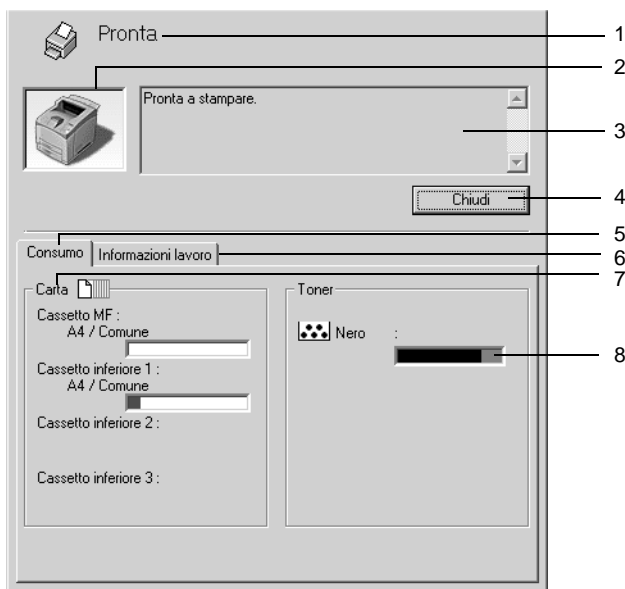 Pronta
1
2
Pronta a stampare.
3
Chiudi
4
5
Consumo
Informazioni lavoro
6
7
Carta
Toner
Cassetto MF :
A4 / Comune
Nero :
8
Cassetto inferiore 1 :
A4 / Comune
Cassetto inferiore 2 :
Cassetto inferiore 3 :